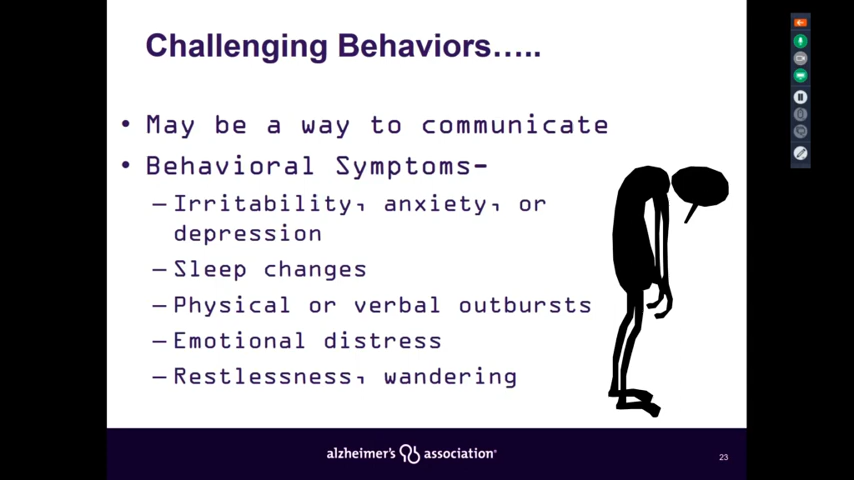 Challenging Behaviors.....
• May be a way to communicate
• Behavioral Symptoms-
– Irritability, anxiety, or
depression
– Sleep changes
– Physical or verbal outbursts
– Emotional distress
– Restlessness, wandering
alzheimer's association®
23